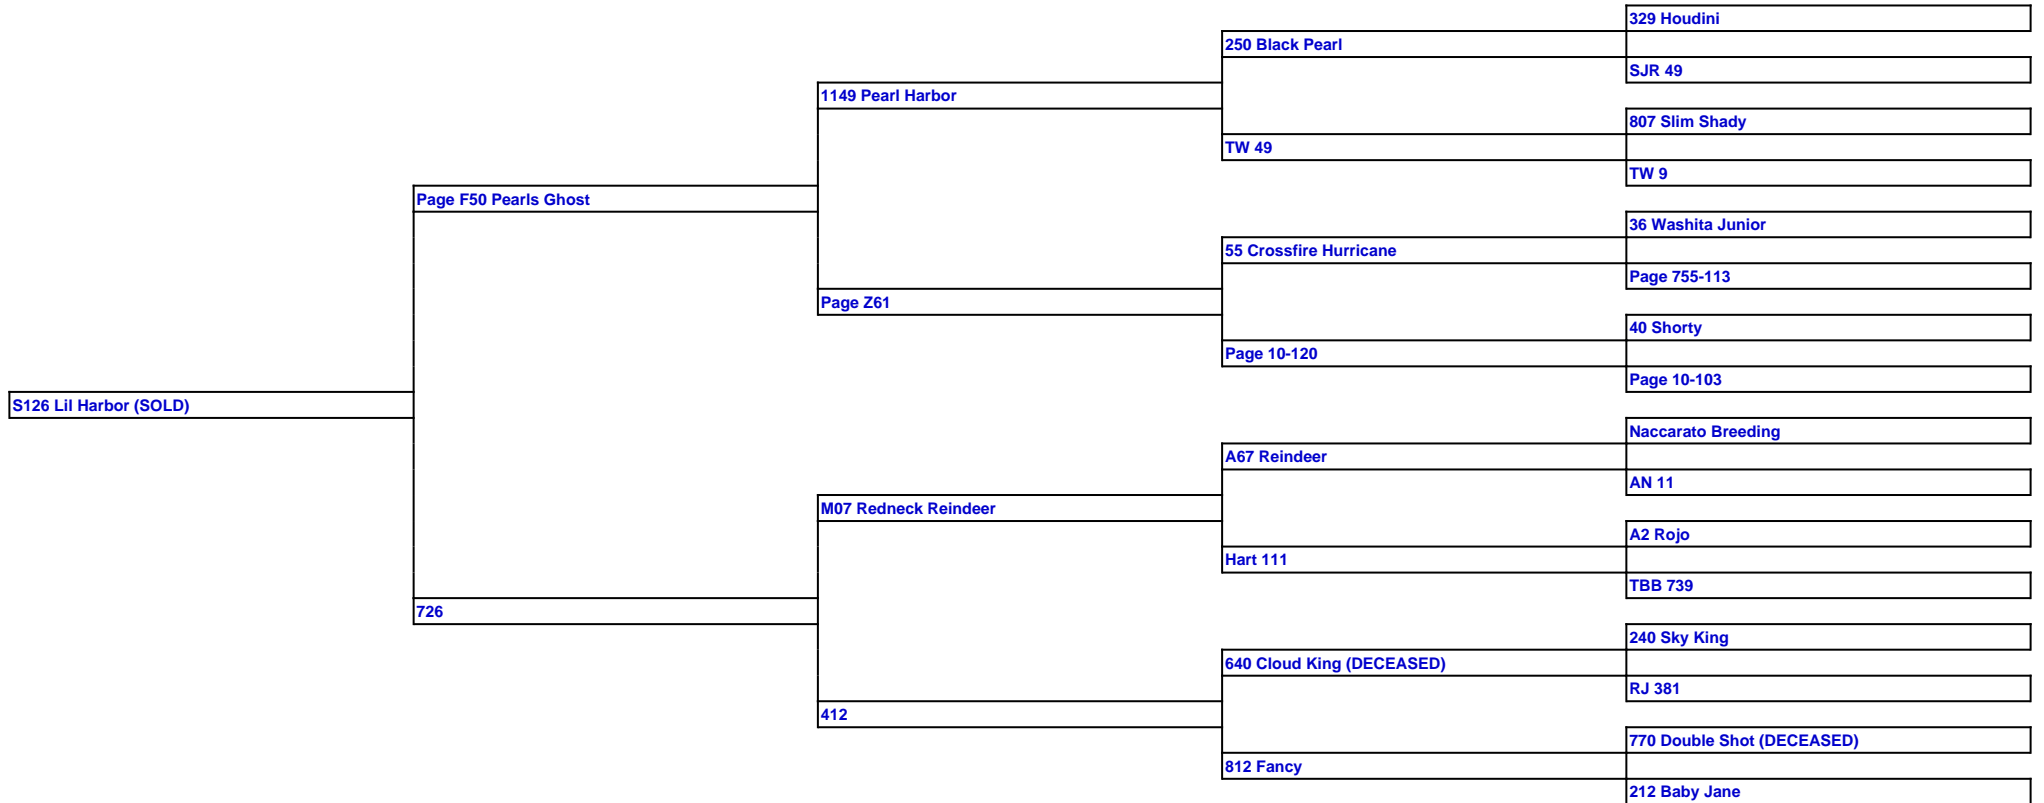 329 Houdini
250 Black Pearl
SJR 49
1149 Pearl Harbor
807 Slim Shady
TW 49
TW 9
Page F50 Pearls Ghost
36 Washita Junior
55 Crossfire Hurricane
Page 755-113
Page Z61
40 Shorty
Page 10-120
Page 10-103
S126 Lil Harbor (SOLD)
Naccarato Breeding
A67 Reindeer
AN 11
M07 Redneck Reindeer
A2 Rojo
Hart 111
TBB 739
726
240 Sky King
640 Cloud King (DECEASED)
RJ 381
412
770 Double Shot (DECEASED)
812 Fancy
212 Baby Jane